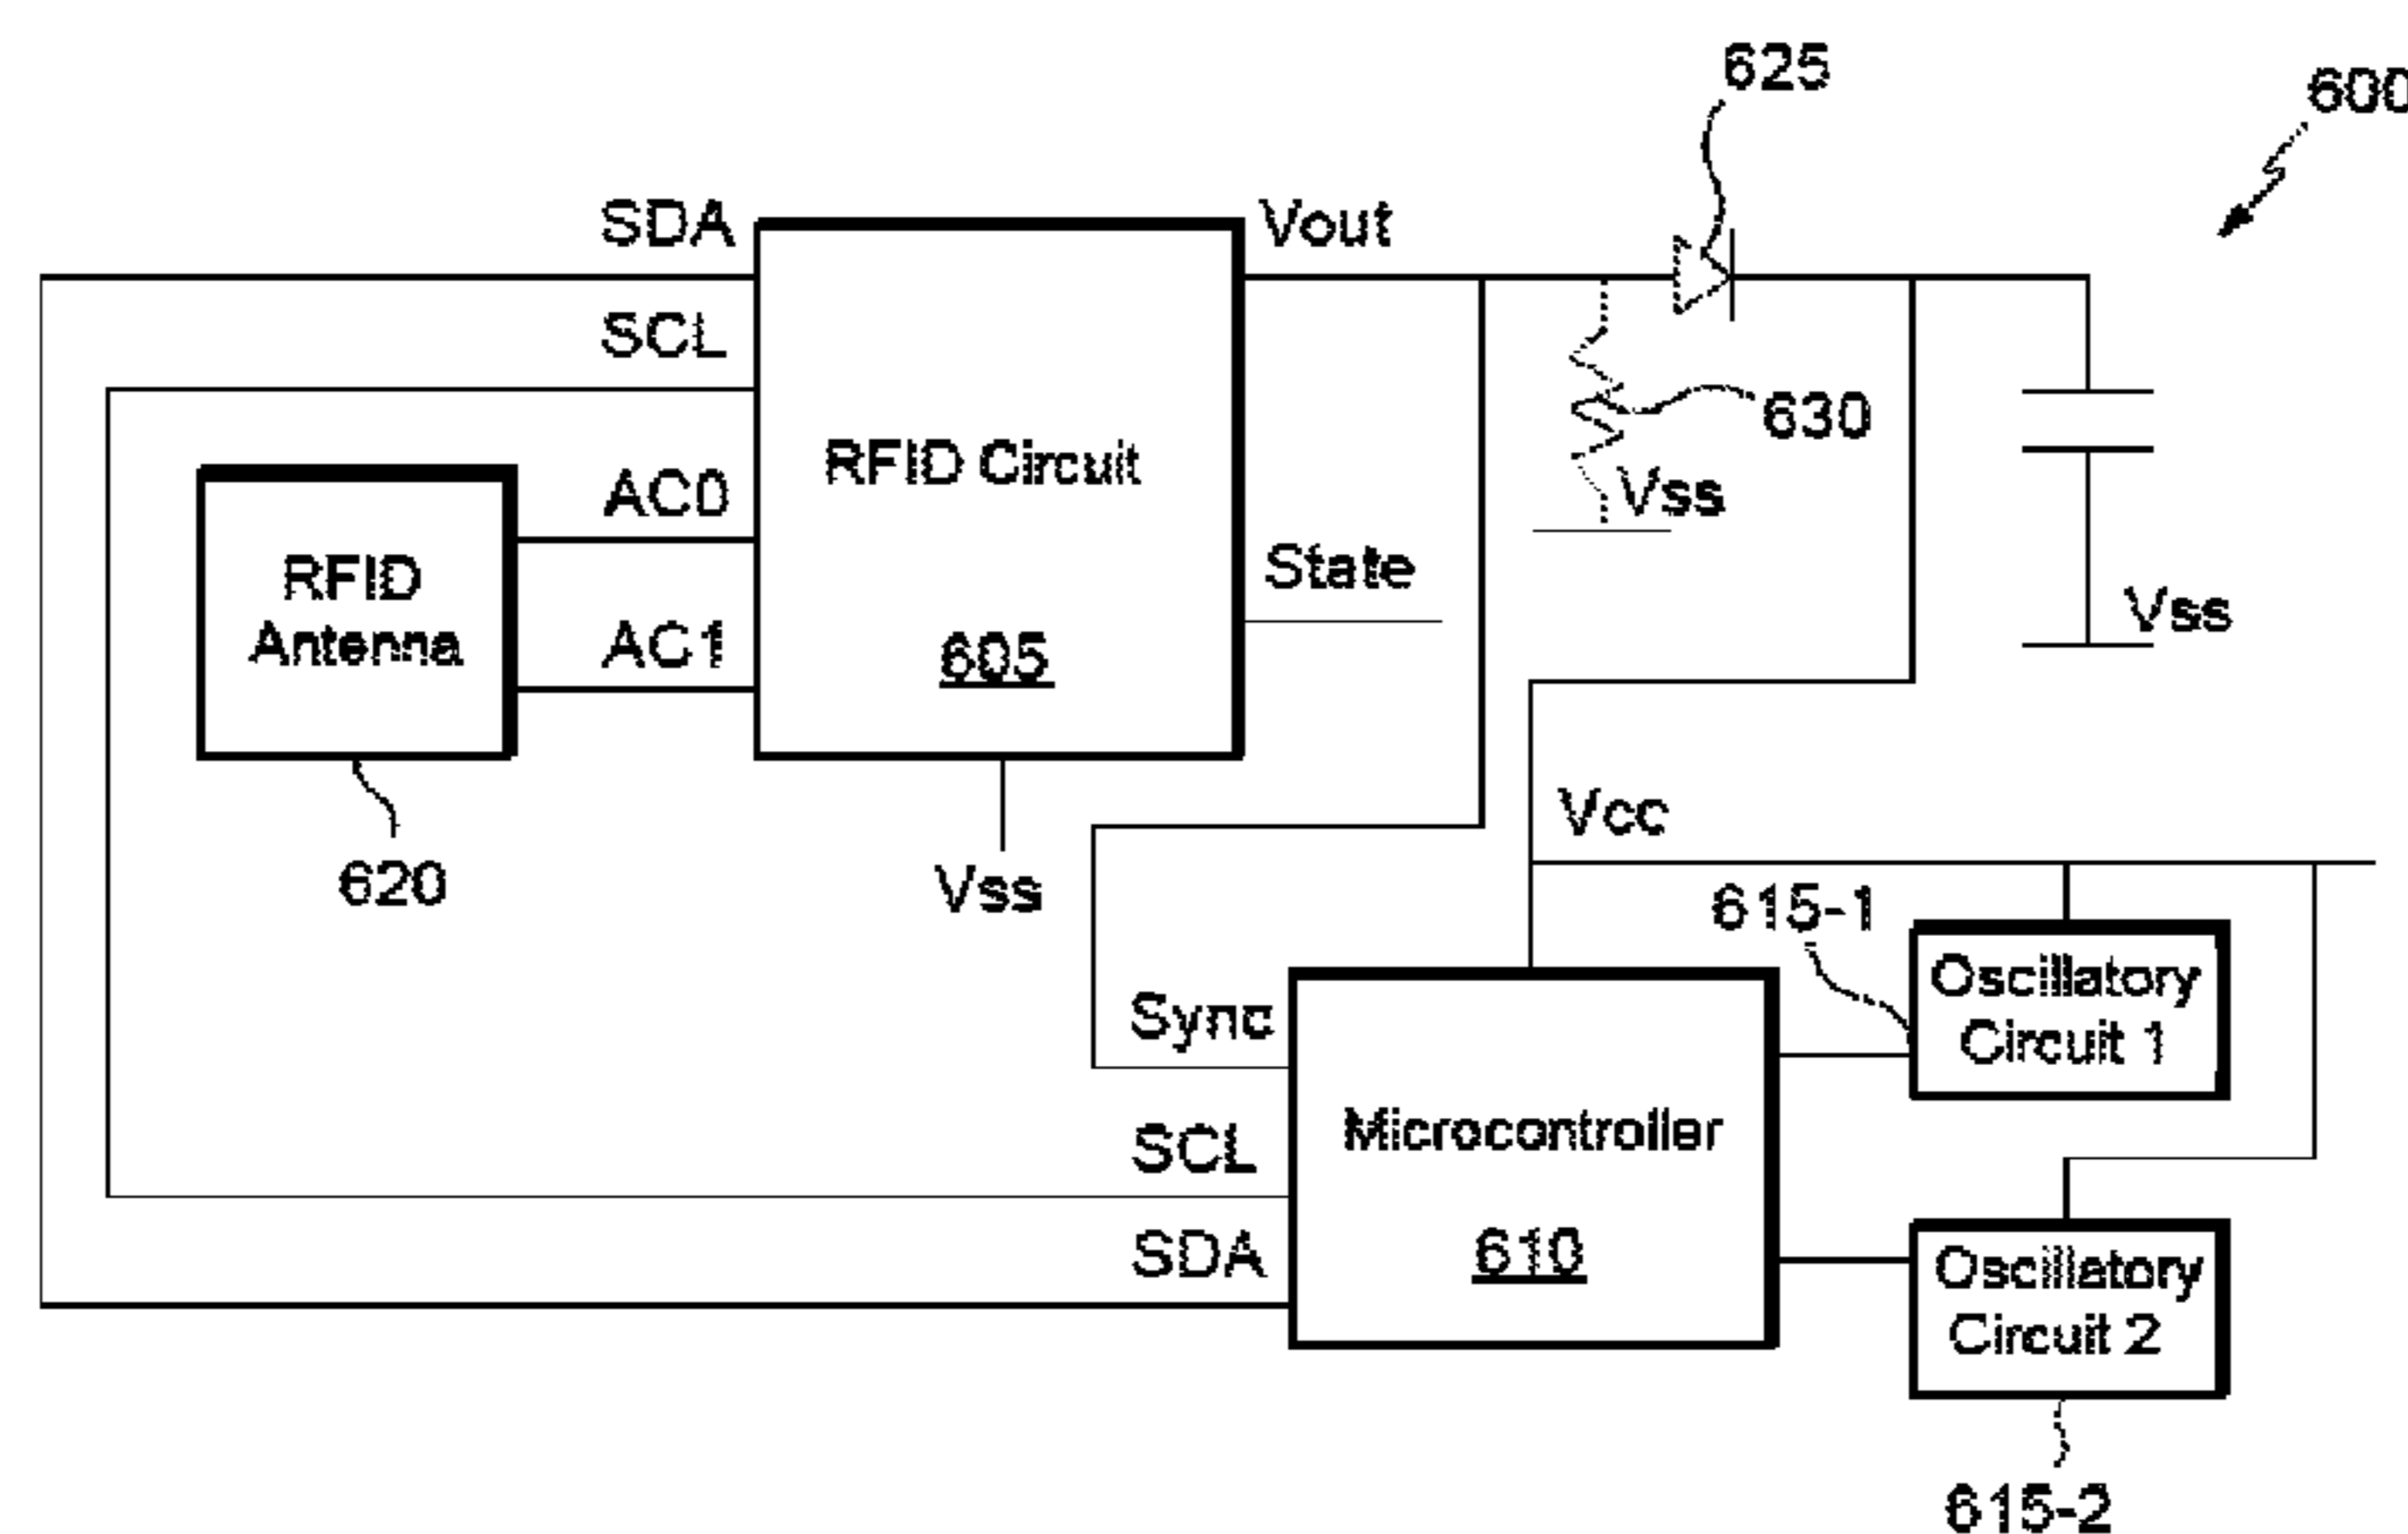 625
600
SDA
Vout
SCL
630
RFID Circuit
AC0
Vss
State
RFID
Antenna
AC1
605
Vss
Vcc
620
Vss
615-1
Oscillatory
Circuit 1
Sync
Microcontroller
SCL
610
SDA
Oscillatory
Circuit 2
615-2